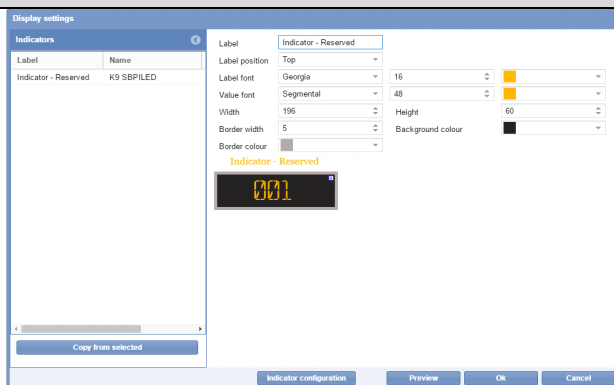 Display settings
Indicators
Label Name
Indicator - Reserved K9 SBPILED
Copy from selected
Label Indicator - Reserved
Label position Top
Label font Georgia 16
Value font Segmental 48
Width 196 Height 60
Border width 5 Background colour
Border colour
Indicator - Reserved
001
Indicator configuration Preview Ok Cancel